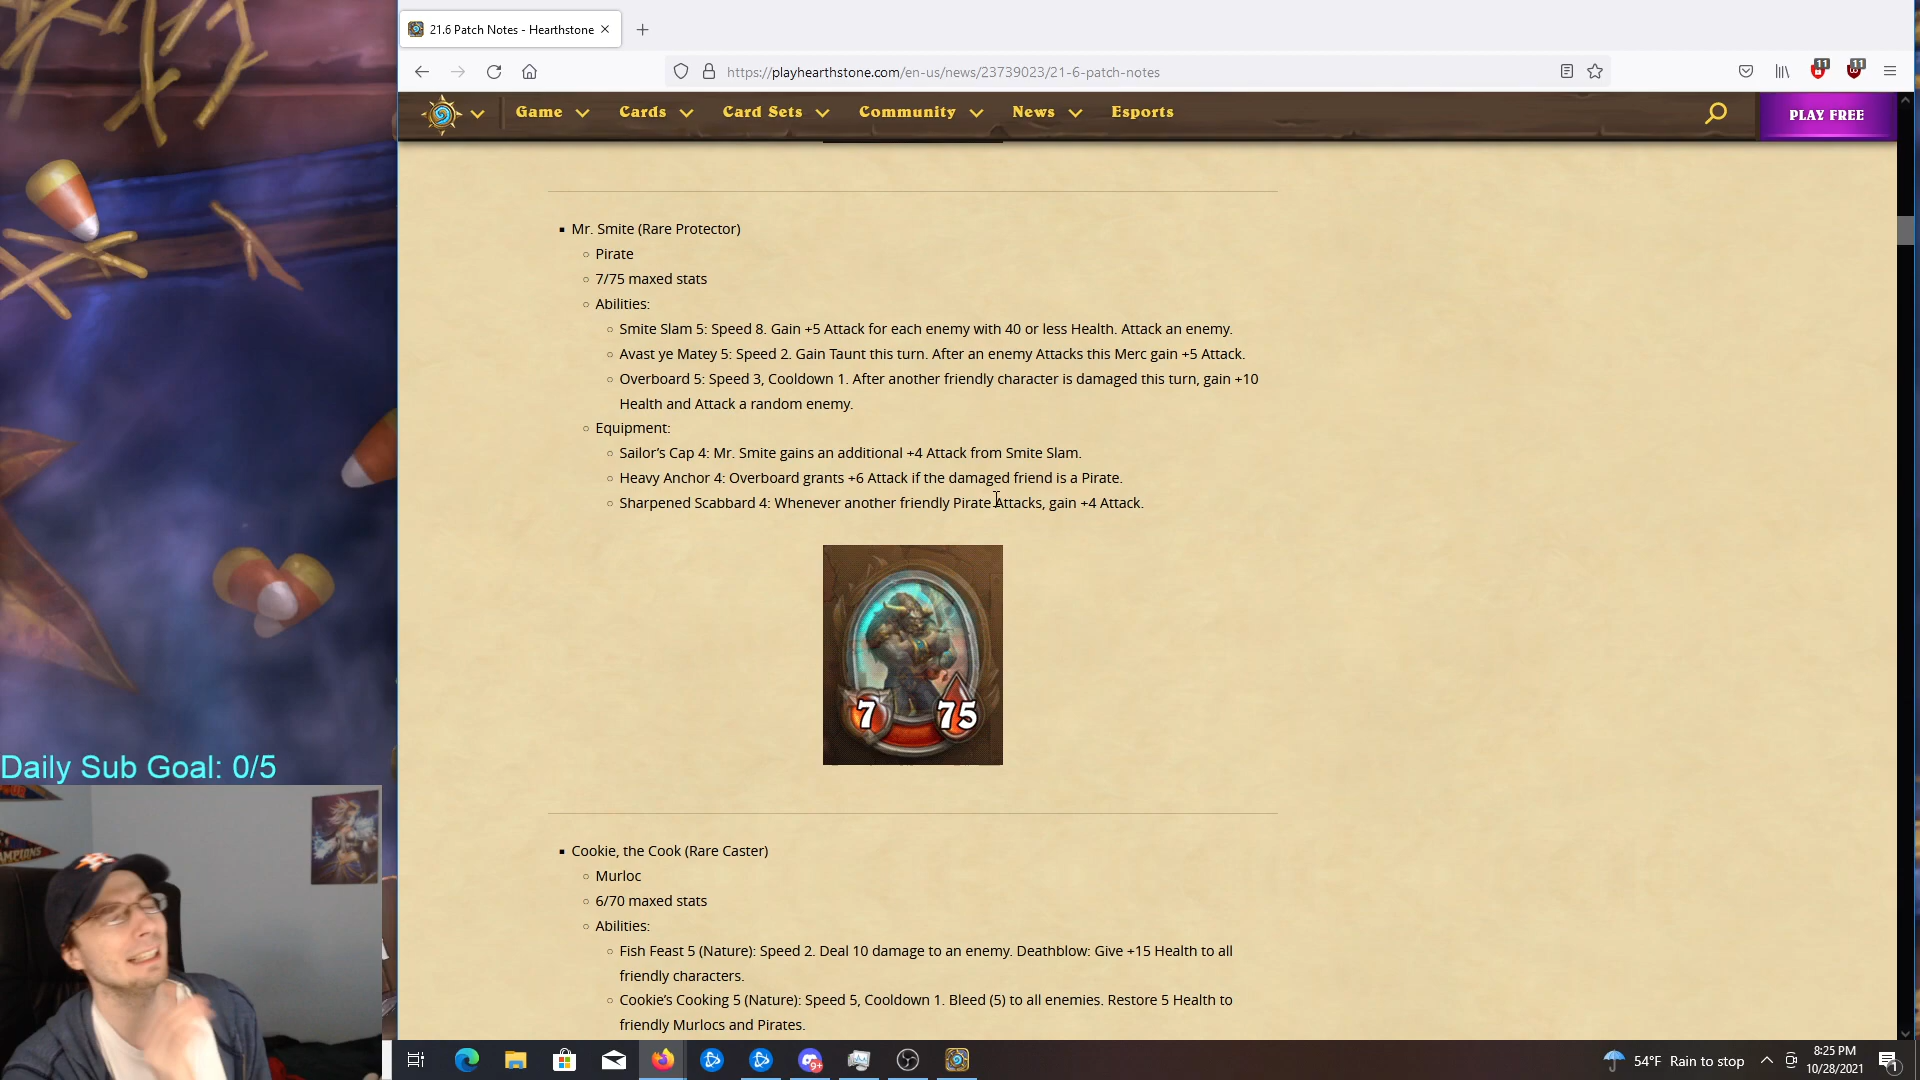 21.6 Patch Notes - Hearthstone
https://playhearthstone.com/en-us/news/23739023/21-6-patch-notes
11
11
Game
Cards
Card Sets
Community
News
Esports
PLAY FREE
Mr. Smite (Rare Protector)
Pirate
7/75 maxed stats
Abilities:
Smite Slam 5: Speed 8. Gain +5 Attack for each enemy with 40 or less Health. Attack an enemy.
Avast ye Matey 5: Speed 2. Gain Taunt this turn. After an enemy Attacks this Merc gain +5 Attack.
Overboard 5: Speed 3, Cooldown 1. After another friendly character is damaged this turn, gain +10
Health and Attack a random enemy.
Equipment:
Sailor's Cap 4: Mr. Smite gains an additional +4 Attack from Smite Slam.
Heavy Anchor 4: Overboard grants +6 Attack if the damaged friend is a Pirate.
Sharpened Scabbard 4: Whenever another friendly Pirate Attacks, gain +4 Attack.
7
75
Daily Sub Goal: 0/5
Cookie, the Cook (Rare Caster)
Murloc
6/70 maxed stats
Abilities:
Fish Feast 5 (Nature): Speed 2. Deal 10 damage to an enemy. Deathblow: Give +15 Health to all
friendly characters.
Cookie's Cooking 5 (Nature): Speed 5, Cooldown 1. Bleed (5) to all enemies. Restore 5 Health to
friendly Murlocs and Pirates.
9+
54°F Rain to stop
8:25 PM
10/28/2021
1